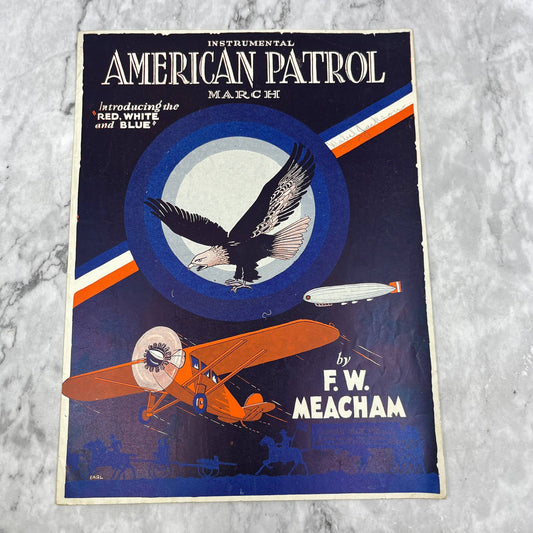 INSTRUMENTAL
AMERICAN PATROL
MARCH
Introducing the
"RED, WHITE
and BLUE"
by
F. W.
MEACHAM